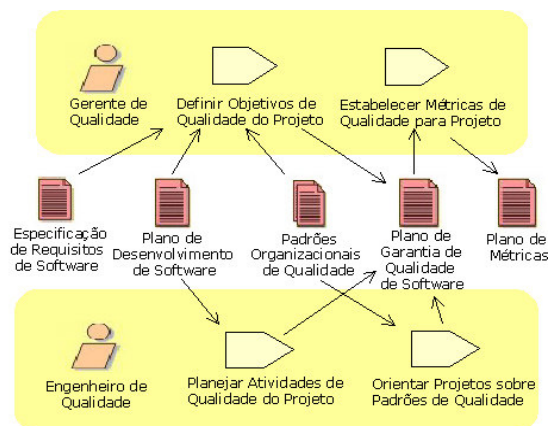 Gerente de
Qualidade
Definir Objetivos de
Qualidade do Projeto
Estabelecer Métricas de
Qualidade para Projeto
Especificação
de Requisitos
de Software
Plano de
Desenvolvimento
de Software
Padrões
Organizacionais
de Qualidade
Plano de
Garantia de
Qualidade
de Software
Plano de
Métricas
Engenheiro de
Qualidade
Planejar Atividades de
Qualidade do Projeto
Orientar Projetos sobre
Padrões de Qualidade